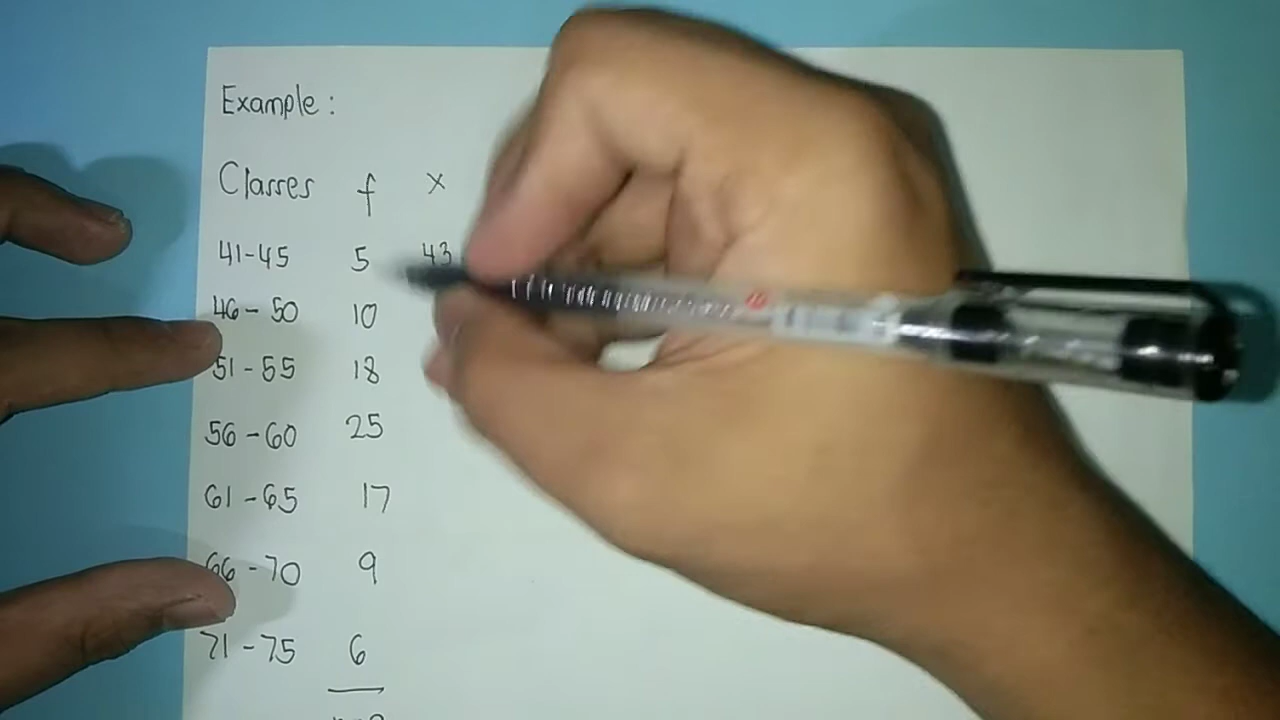 Example :
Classes f x
41-45 5 43
46-50 10
51-55 18
56-60 25
61-65 17
66-70 9
71-75 6